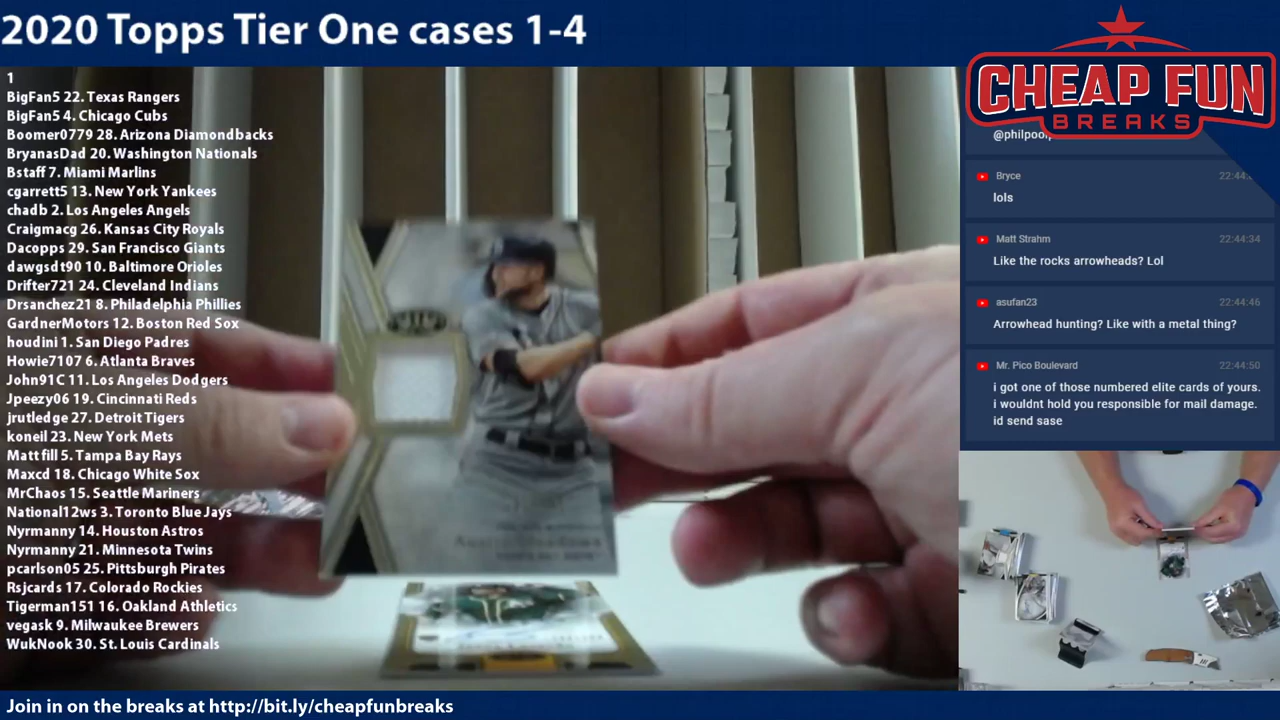 2020 Topps Tier One cases 1-4
1
BigFan5 22. Texas Rangers
BigFan5 4. Chicago Cubs
Boomer0779 28. Arizona Diamondbacks
BryanasDad 20. Washington Nationals
Bstaff 7. Miami Marlins
cgarrett5 13. New York Yankees
chadb 2. Los Angeles Angels
Craigmacg 26. Kansas City Royals
Dacopps 29. San Francisco Giants
dawgsdt90 10. Baltimore Orioles
Drifter721 24. Cleveland Indians
Drsanchez21 8. Philadelphia Phillies
GardnerMotors 12. Boston Red Sox
houdini 1. San Diego Padres
Howie7107 6. Atlanta Braves
John91C 11. Los Angeles Dodgers
Jpeezy06 19. Cincinnati Reds
jrutledge 27. Detroit Tigers
koneil 23. New York Mets
Matt fill 5. Tampa Bay Rays
Maxcd 18. Chicago White Sox
MrChaos 15. Seattle Mariners
National12ws 3. Toronto Blue Jays
Nyrmanny 14. Houston Astros
Nyrmanny 21. Minnesota Twins
pcarlson05 25. Pittsburgh Pirates
Rsjcards 17. Colorado Rockies
Tigerman151 16. Oakland Athletics
vegask 9. Milwaukee Brewers
WukNook 30. St. Louis Cardinals
CHEAP FUN
BREAKS
Bryce
lols
Matt Strahm 22:44:34
Like the rocks arrowheads? Lol
asufan23 22:44:46
Arrowhead hunting? Like with a metal thing?
Mr. Pico Boulevard 22:44:50
i got one of those numbered elite cards of yours.
i wouldnt hold you responsible for mail damage.
id send sase
Join in on the breaks at http://bit.ly/cheapfunbreaks